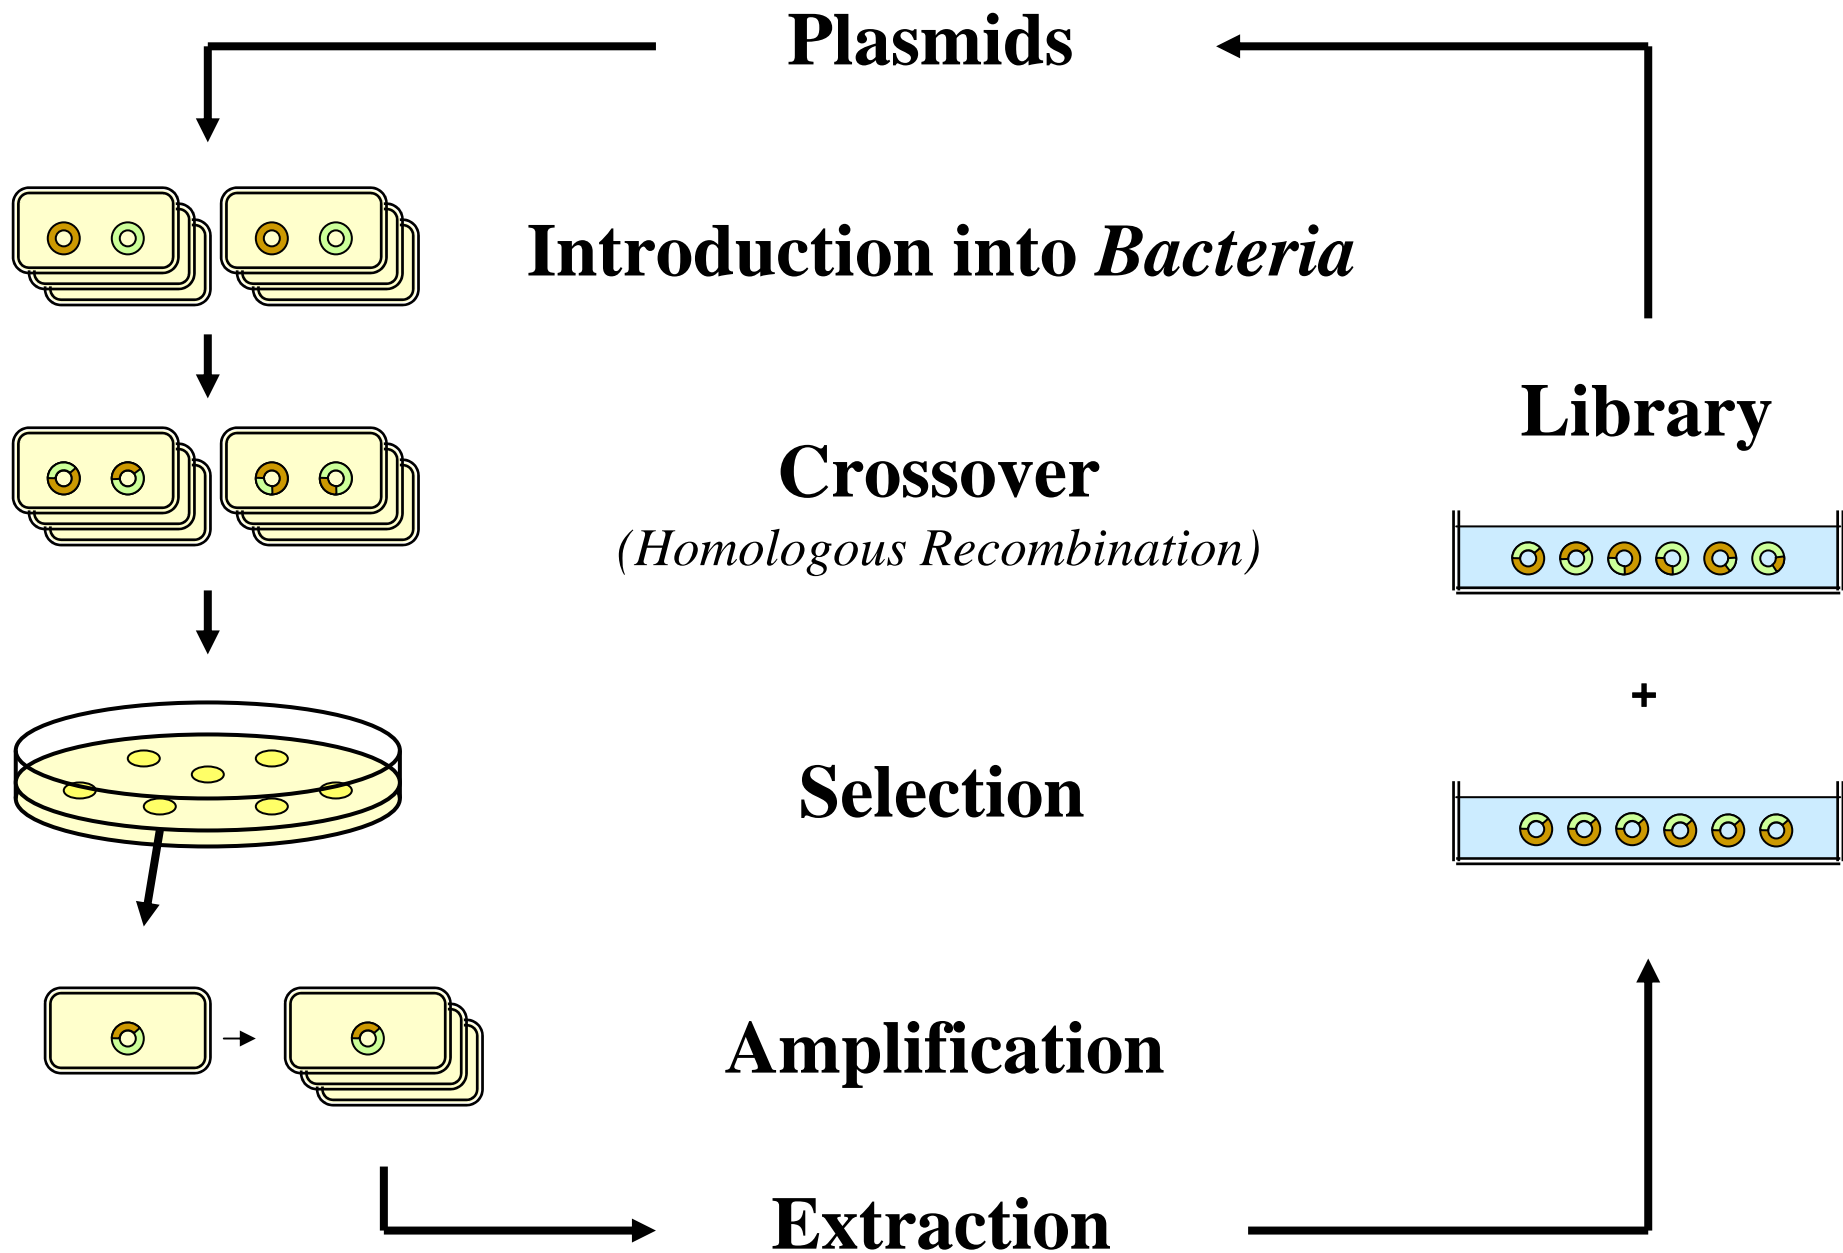 Plasmids
Introduction into Bacteria
Library
Crossover
(Homologous Recombination)
+
Selection
Amplification
Extraction